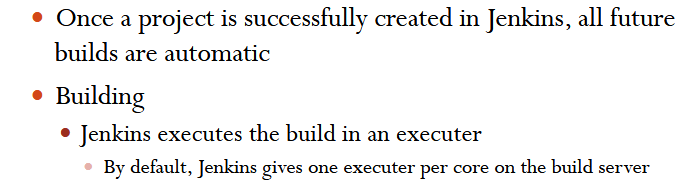 Once a project is successfully created in Jenkins, all future
builds are automatic
Building
Jenkins executes the build in an executer
By default, Jenkins gives one executer per core on the build server